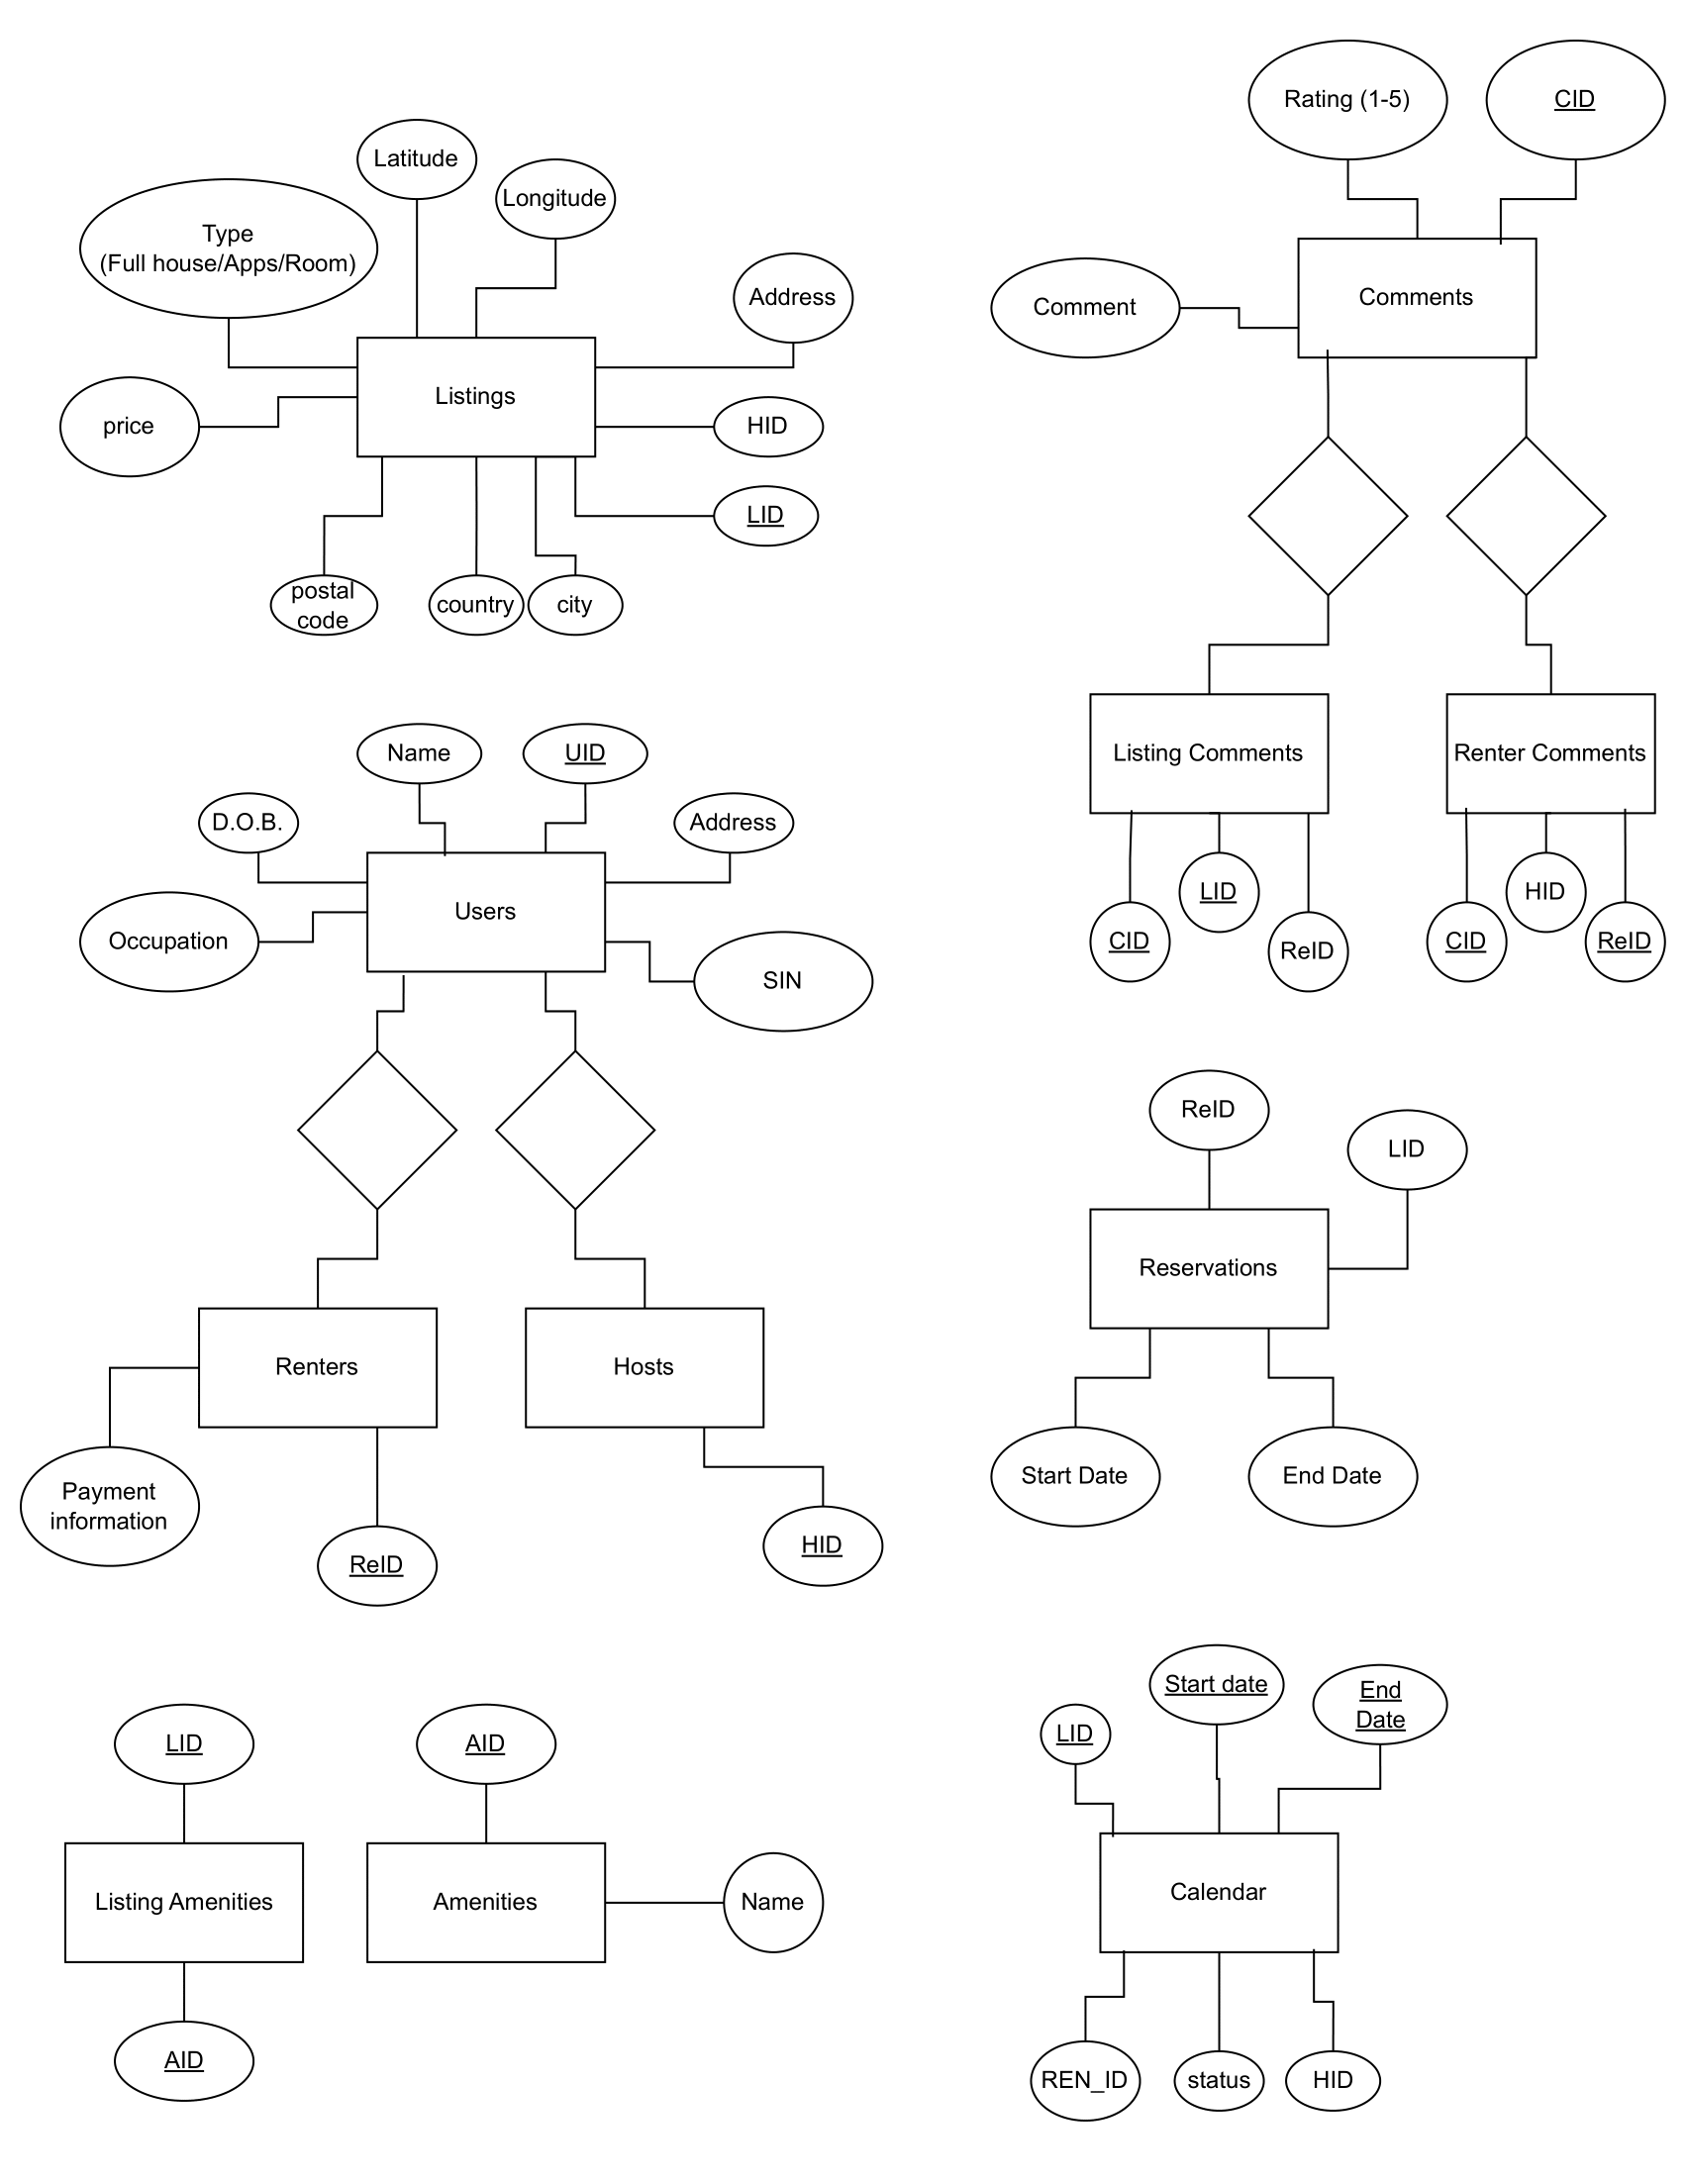 Latitude
Longitude
Type
(Full house/Apps/Room)
Address
price
Listings
HID
LID
postal
code
country
city
Rating (1-5)
CID
Comment
Comments
Listing Comments
Renter Comments
CID
LID
ReID
CID
HID
ReID
Name
UID
D.O.B.
Address
Occupation
Users
SIN
Renters
Hosts
Payment
information
ReID
HID
ReID
LID
Reservations
Start Date
End Date
LID
Listing Amenities
AID
AID
Amenities
Name
LID
Start date
End
Date
Calendar
REN_ID
status
HID